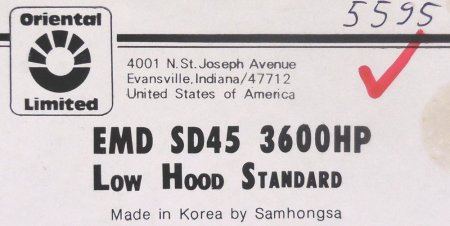 Oriental
Limited
5595
4001 N.St.Joseph Avenue
Evansville,Indiana/47712
United States of America
EMD SD45 3600HP
LOW HOOD STANDARD
Made in Korea by Samhongsa